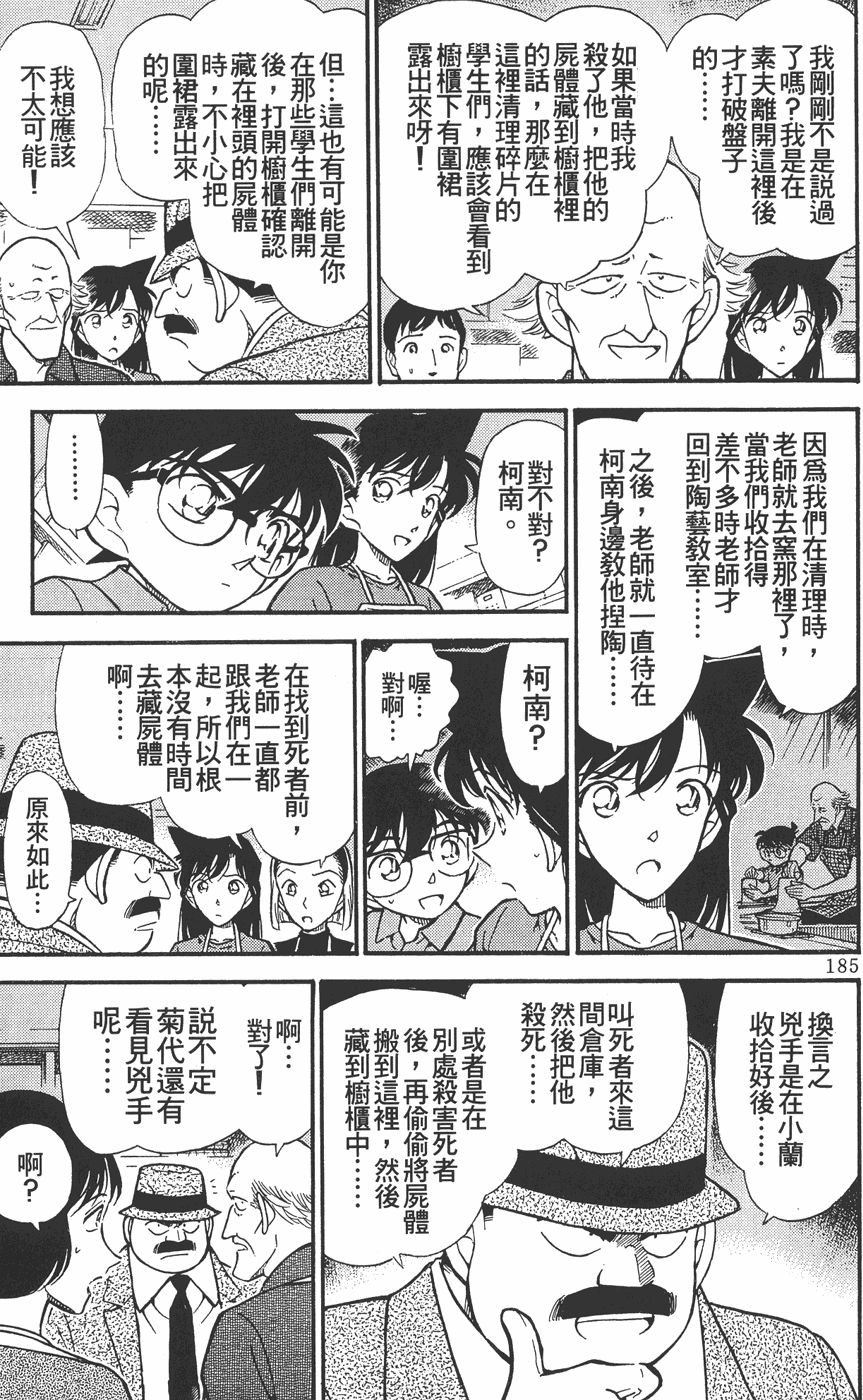 我剛剛不是說過
了嗎?我是在
素夫離開這裡後
才打破盤子
的……
如果當時我
殺了他,把他的
屍體藏到櫥櫃裡
的話,那麼在
這裡清理碎片的
學生們,應該會看到
櫥櫃下有圍裙
露出來呀!
但…這也有可能是你
在那些學生們離開
後,打開櫥櫃確認
藏在裡頭的屍體
時,不小心把
圍裙露出來
的呢……
我想應該
不太可能!
因為我們在清理時,
老師就去窯那裡了,
當我們收拾得
差不多時老師才
回到陶藝教室……
之後,老師就一直待在
柯南身邊教他捏陶……
對不對?
柯南。
………
柯南?
喔…
對啊…
在找到死者前,
老師一直都
跟我們在一
起,所以根
本沒有時間
去藏屍體
啊……
原來如此…
185
換言之
兇手是在小蘭
收拾好後……
叫死者來這
間倉庫,
然後把他
殺死……
或者是在
別處殺害死者
後,再偷偷將屍體
搬到這裡,然後
藏到櫥櫃中……
啊…
對了!
說不定
菊代還有
看見兇手
呢……
啊?